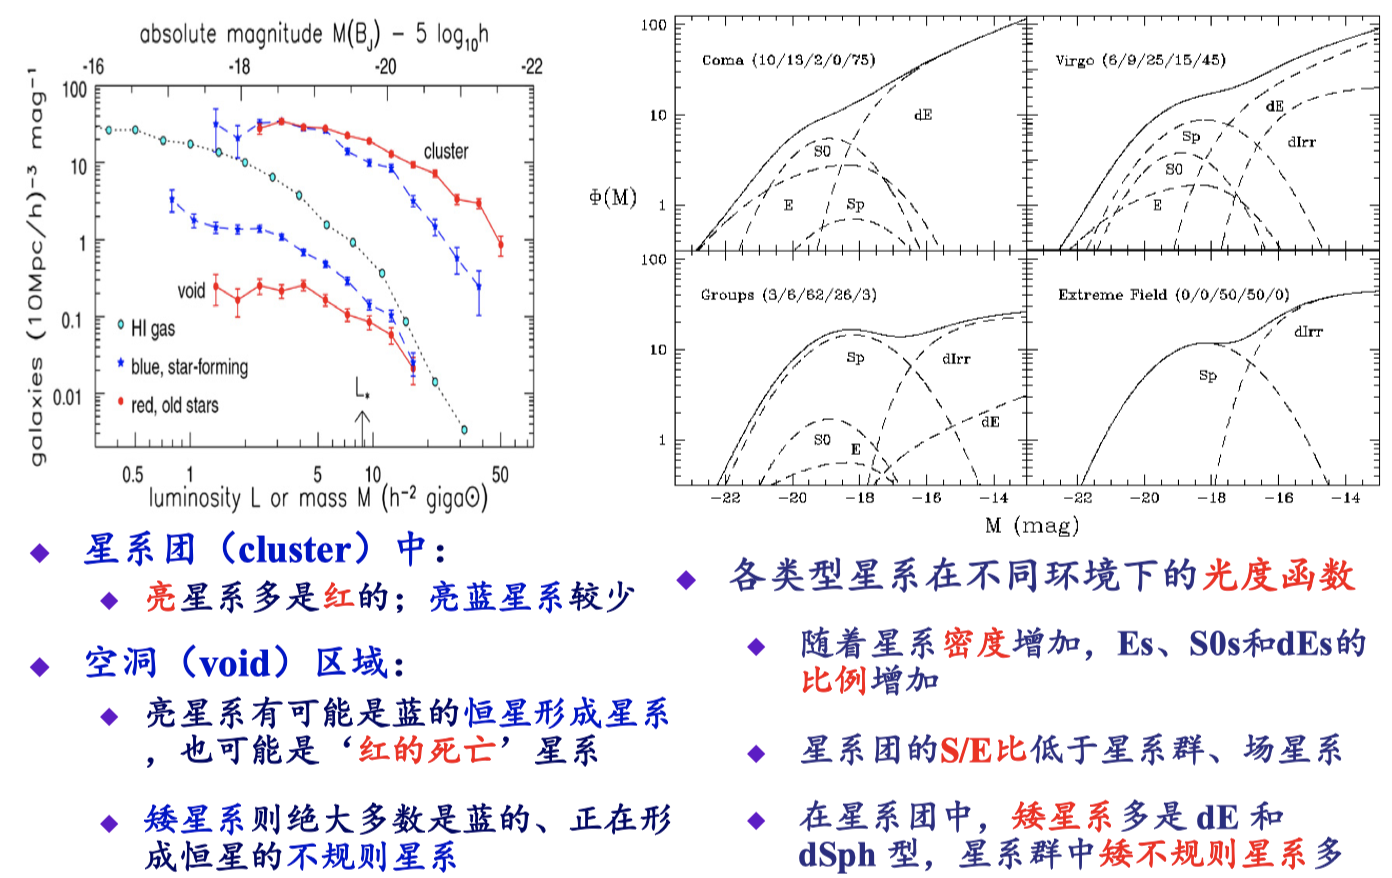 absolute magnitude M(B_J) – 5 log₁₀h
-16 -18 -20 -22
galaxies (10Mpc/h)⁻³ mag⁻¹
100
10
1
0.1
0.01
cluster
void
HI gas
blue, star-forming
red, old stars
L*
0.5 1 5 10 50
luminosity L or mass M (h⁻² giga⊙)
Φ(M)
100
10
1
Coma (10/13/2/0/75)
dE
S0
E
Sp
Virgo (6/9/25/15/45)
dE
Sp
dIrr
S0
E
100
10
1
Groups (3/6/62/26/3)
Sp
dIrr
S0
E
dE
Extreme Field (0/0/50/50/0)
dIrr
Sp
−22 −20 −18 −16 −14
−22 −20 −18 −16 −14
M (mag)
星系团（cluster）中：
亮星系多是红的；亮蓝星系较少
空洞（void）区域：
亮星系有可能是蓝的恒星形成星系
，也可能是‘红的死亡’星系
矮星系则绝大多数是蓝的、正在形
成恒星的不规则星系
各类型星系在不同环境下的光度函数
随着星系密度增加，Es、S0s和dEs的
比例增加
星系团的S/E比低于星系群、场星系
在星系团中，矮星系多是 dE 和
dSph 型，星系群中矮不规则星系多